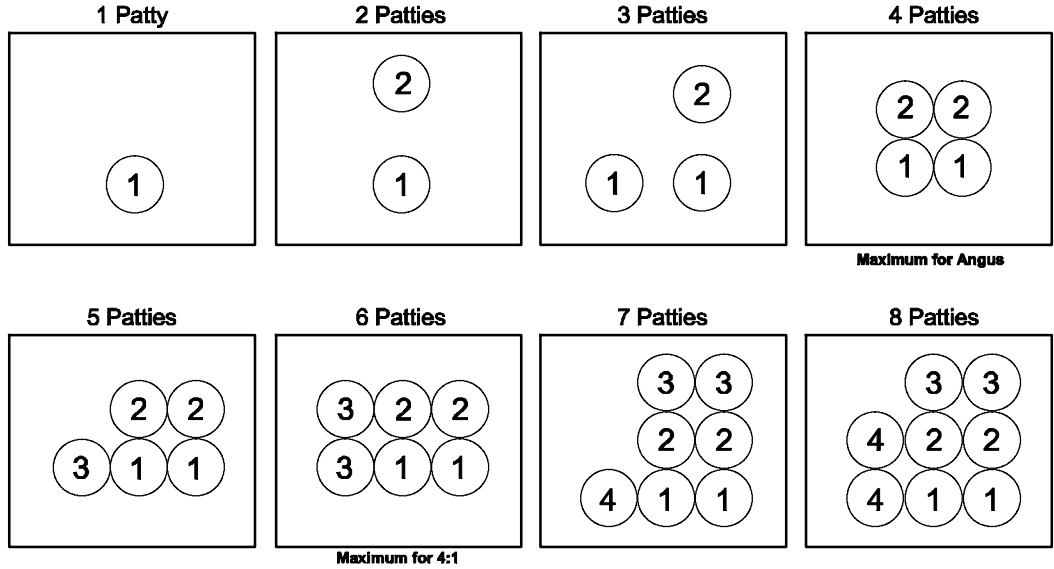 1 Patty
2 Patties
3 Patties
4 Patties
1
2
1
2
1 1
2 2
1 1
Maximum for Angus
5 Patties
6 Patties
7 Patties
8 Patties
2 2
3 1 1
3 2 2
3 1 1
Maximum for 4:1
3 3
2 2
4 1 1
3 3
4 2 2
4 1 1